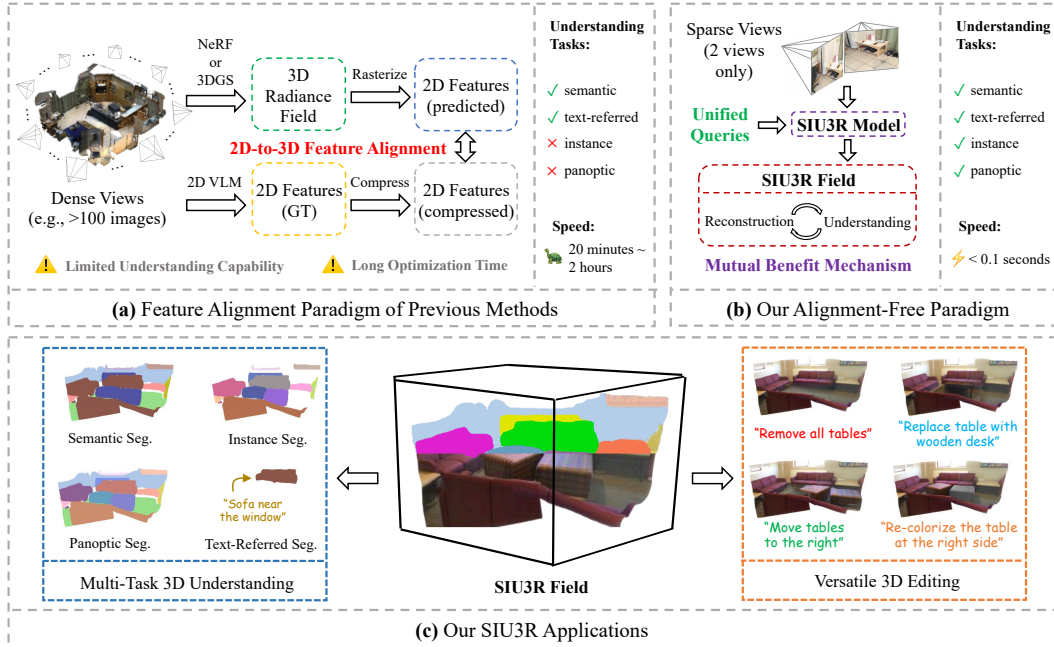 NeRF
or
3DGS
3D
Radiance
Field
Rasterize
2D Features
(predicted)
2D-to-3D Feature Alignment
Dense Views
(e.g., >100 images)
2D VLM
2D Features
(GT)
Compress
2D Features
(compressed)
Limited Understanding Capability
Long Optimization Time
Understanding
Tasks:
✓ semantic
✓ text-referred
× instance
× panoptic
Speed:
20 minutes ~
2 hours
(a) Feature Alignment Paradigm of Previous Methods
Sparse Views
(2 views
only)
Unified
Queries
SIU3R Model
SIU3R Field
Reconstruction
Understanding
Mutual Benefit Mechanism
Understanding
Tasks:
✓ semantic
✓ text-referred
✓ instance
✓ panoptic
Speed:
< 0.1 seconds
(b) Our Alignment-Free Paradigm
Semantic Seg.
Instance Seg.
Panoptic Seg.
"Sofa near
the window"
Text-Referred Seg.
Multi-Task 3D Understanding
SIU3R Field
"Remove all tables"
"Replace table with
wooden desk"
"Move tables
to the right"
"Re-colorize the table
at the right side"
Versatile 3D Editing
(c) Our SIU3R Applications